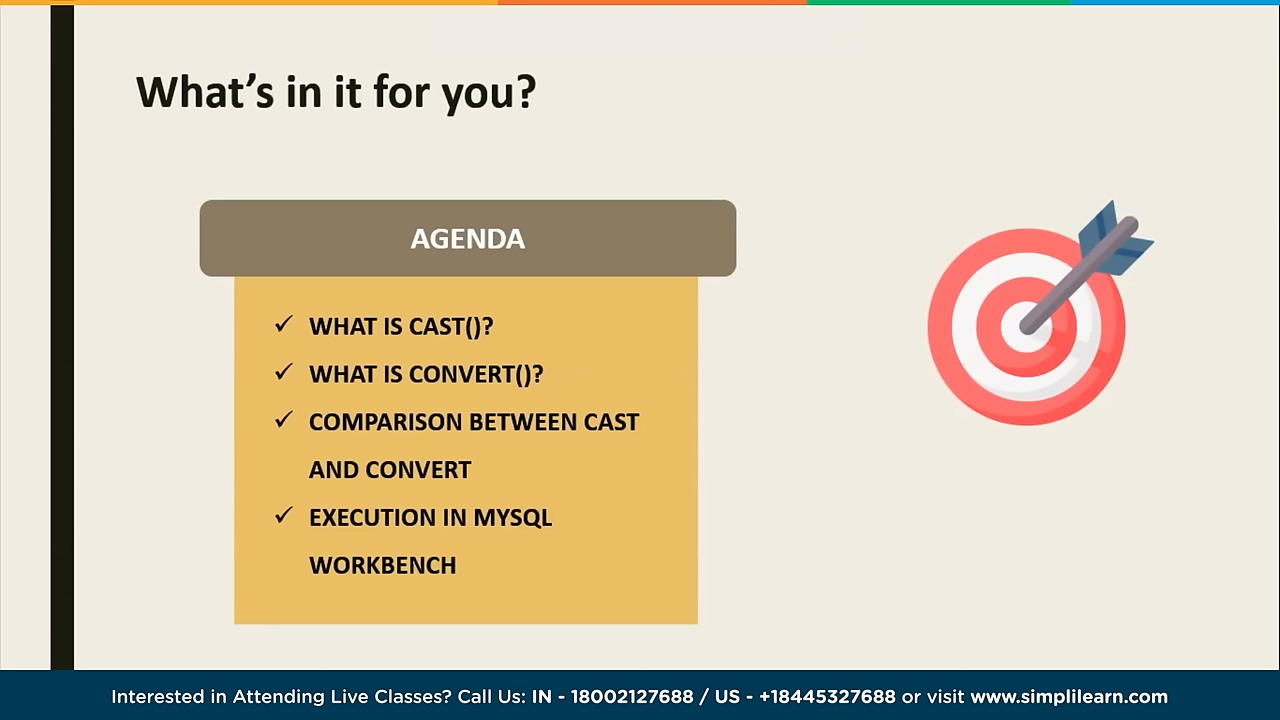 What's in it for you?
AGENDA
✓ WHAT IS CAST()?
✓ WHAT IS CONVERT()?
✓ COMPARISON BETWEEN CAST
AND CONVERT
✓ EXECUTION IN MYSQL
WORKBENCH
Interested in Attending Live Classes? Call Us: IN - 18002127688 / US - +18445327688 or visit www.simplilearn.com